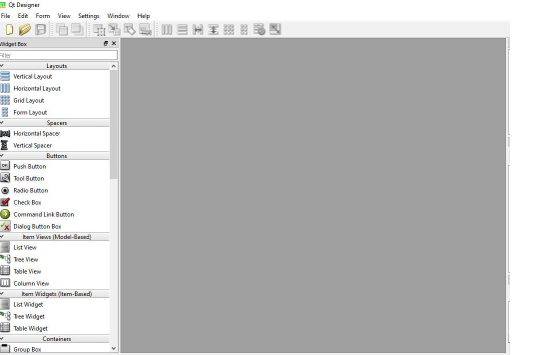 Qt Designer
File Edit Form View Settings Window Help
Widget Box
Filter
Layouts
Vertical Layout
Horizontal Layout
Grid Layout
Form Layout
Spacers
Horizontal Spacer
Vertical Spacer
Buttons
Push Button
Tool Button
Radio Button
Check Box
Command Link Button
Dialog Button Box
Item Views (Model-Based)
List View
Tree View
Table View
Column View
Item Widgets (Item-Based)
List Widget
Tree Widget
Table Widget
Containers
Group Box